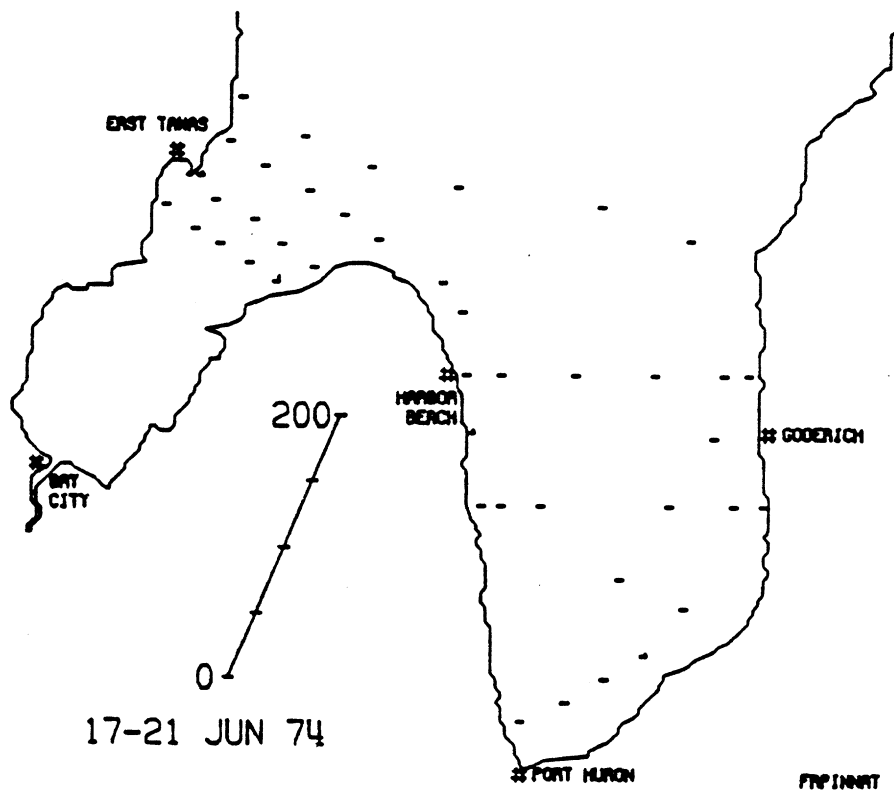 EAST TAWAS
HARBOR
BEACH
200
GODERICH
BAY
CITY
0
17-21 JUN 74
PORT HURON
FRPINNAT